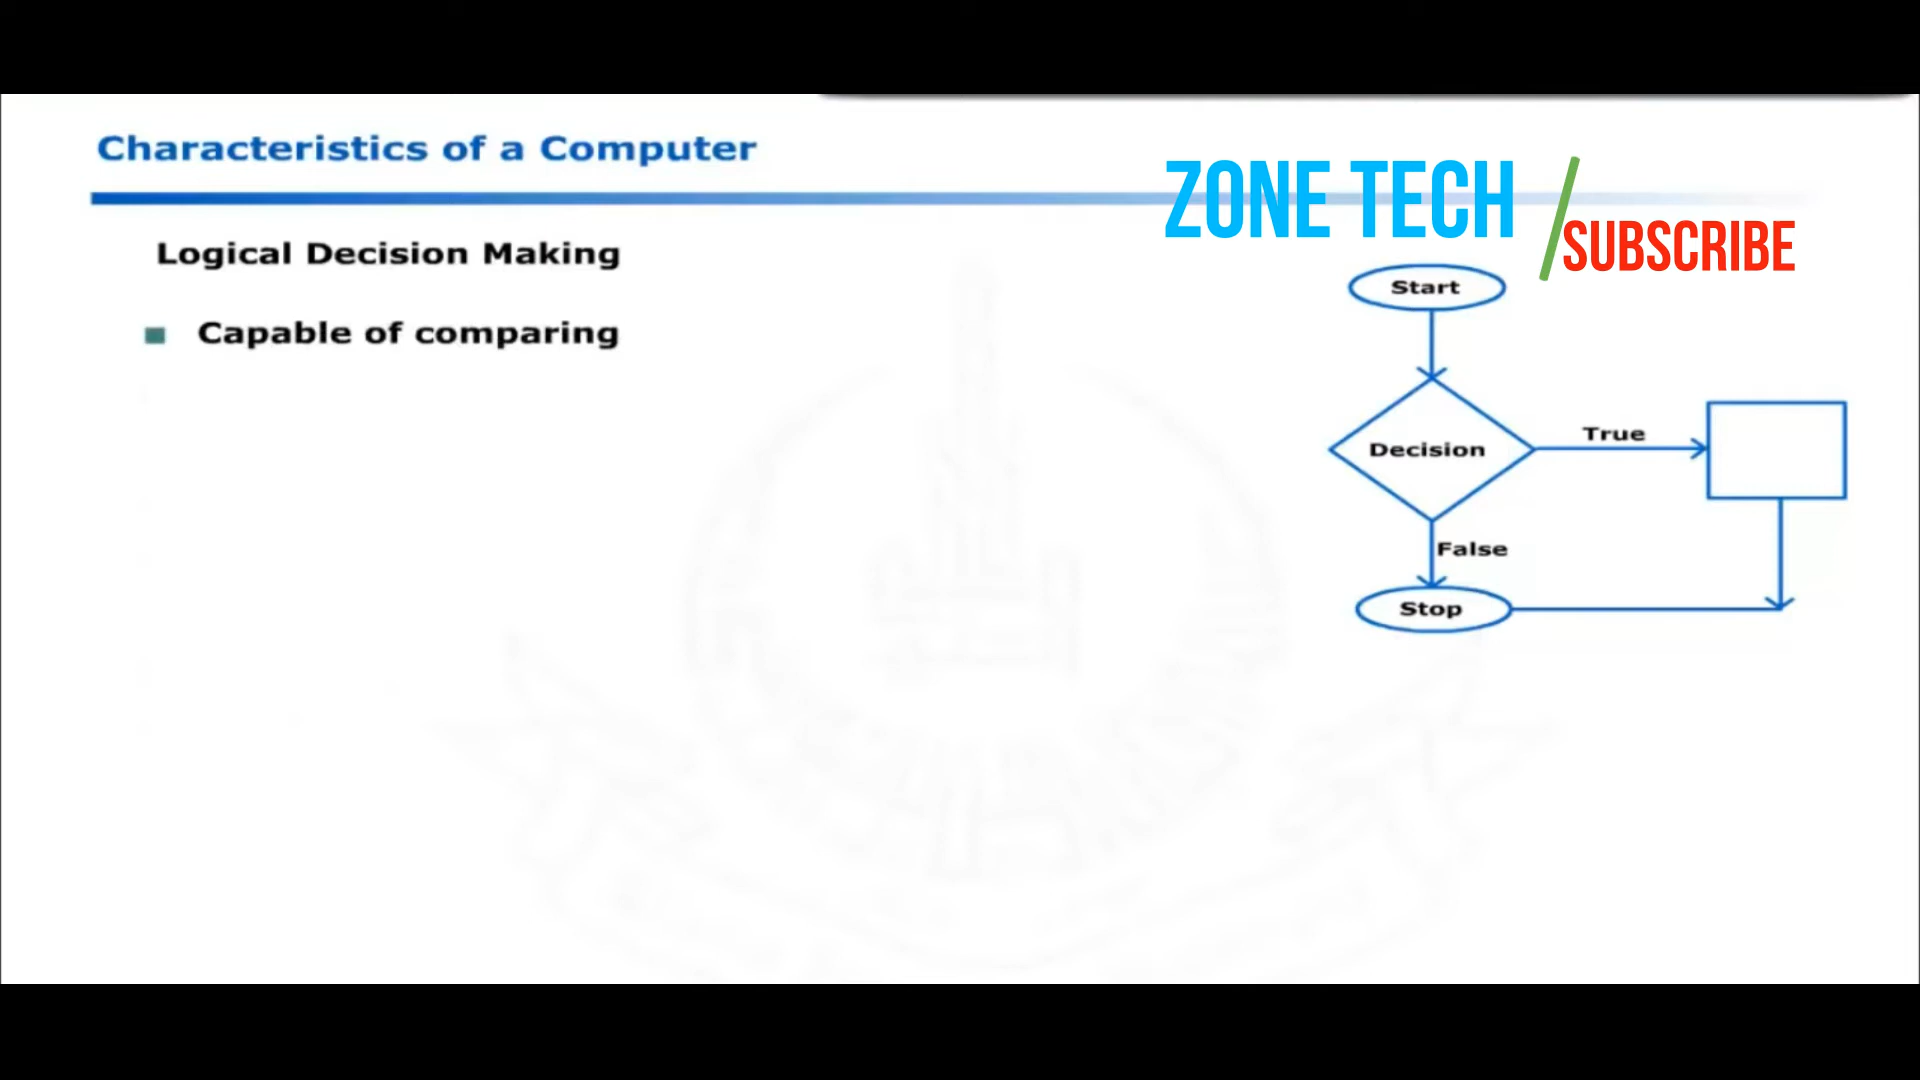 Characteristics of a Computer
ZONE TECH
SUBSCRIBE
Logical Decision Making
Capable of comparing
Start
Decision
True
False
Stop